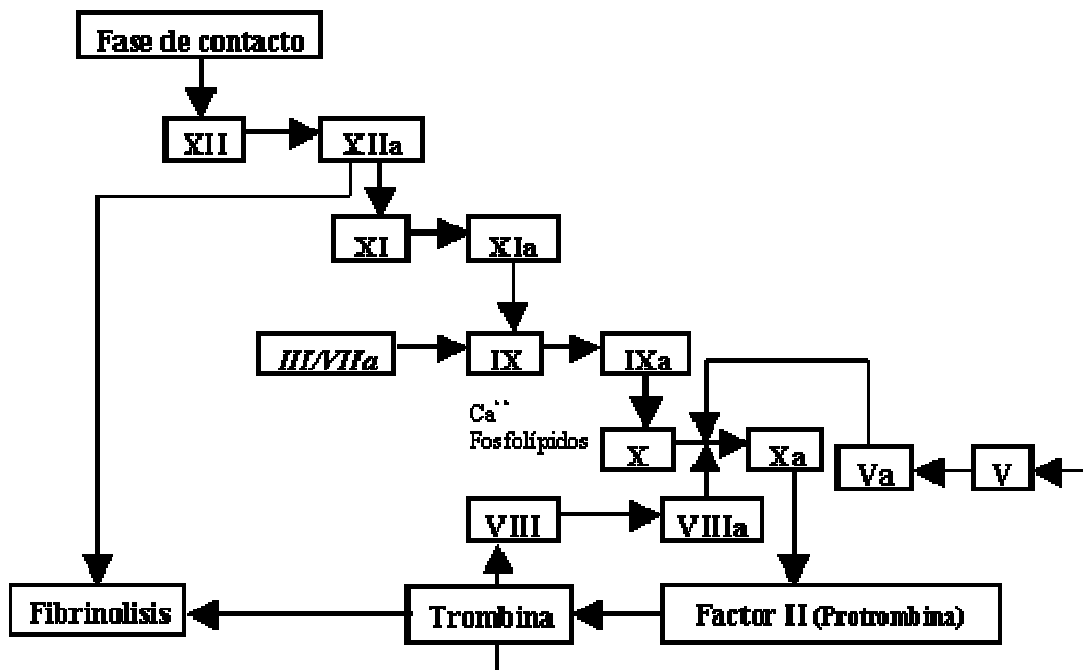 Fase de contacto
XII
XIIa
XI
XIa
III/VIIa
IX
IXa
Ca++
Fosfolípidos
X
Xa
Va
V
VIII
VIIIa
Fibrinolisis
Trombina
Factor II (Protrombina)